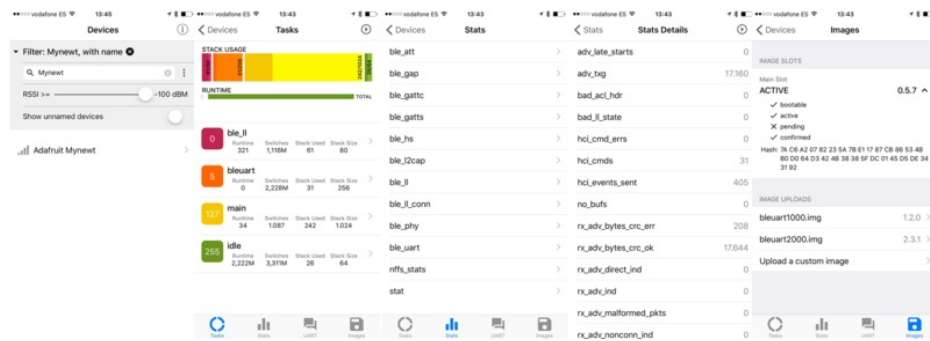 vodafone ES 13:45
Devices
Filter: Mynewt, with name
Mynewt
RSSI >= -100 dBM
Show unnamed devices
Adafruit Mynewt
vodafone ES 13:43
Devices Tasks
STACK USAGE
242/1024
RUNTIME
TOTAL
0 ble_ll
Runtime Switches Stack Used Stack Size
321 1,116M 61 80
5 bleuart
Runtime Switches Stack Used Stack Size
0 2,228M 31 256
127 main
Runtime Switches Stack Used Stack Size
34 1.087 242 1.024
255 idle
Runtime Switches Stack Used Stack Size
2,222M 3,311M 26 64
Tasks Stats UART Images
vodafone ES 13:43
Devices Stats
ble_att
ble_gap
ble_gattc
ble_gatts
ble_hs
ble_l2cap
ble_ll
ble_ll_conn
ble_phy
ble_uart
nffs_stats
stat
Tasks Stats UART Images
vodafone ES 13:43
Stats Stats Details
adv_late_starts 0
adv_txg 17.160
bad_acl_hdr 0
bad_ll_state 0
hci_cmd_errs 0
hci_cmds 31
hci_events_sent 405
no_bufs 0
rx_adv_bytes_crc_err 208
rx_adv_bytes_crc_ok 17.644
rx_adv_direct_ind 0
rx_adv_ind 0
rx_adv_malformed_pkts 0
rx_adv_nonconn_ind 0
vodafone ES 13:43
Devices Images
IMAGE SLOTS
Main Slot
ACTIVE 0.5.7
bootable
active
pending
confirmed
Hash: 7A C6 A2 07 82 23 5A 7B E1 17 87 CB 86 53 4B
80 D0 64 D3 42 4B 38 38 5F DC 01 45 D5 DE 34
31 92
IMAGE UPLOADS
bleuart1000.img 1.2.0
bleuart2000.img 2.3.1
Upload a custom image
Tasks Stats UART Images